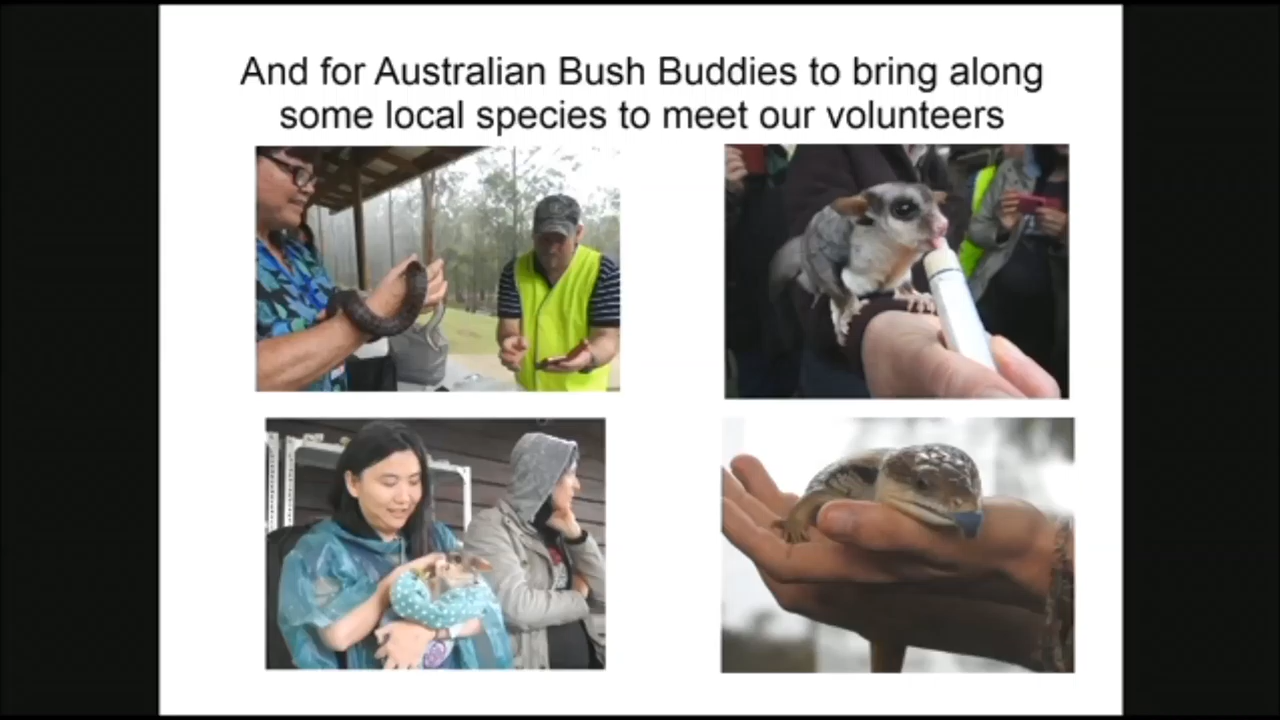 And for Australian Bush Buddies to bring along
some local species to meet our volunteers